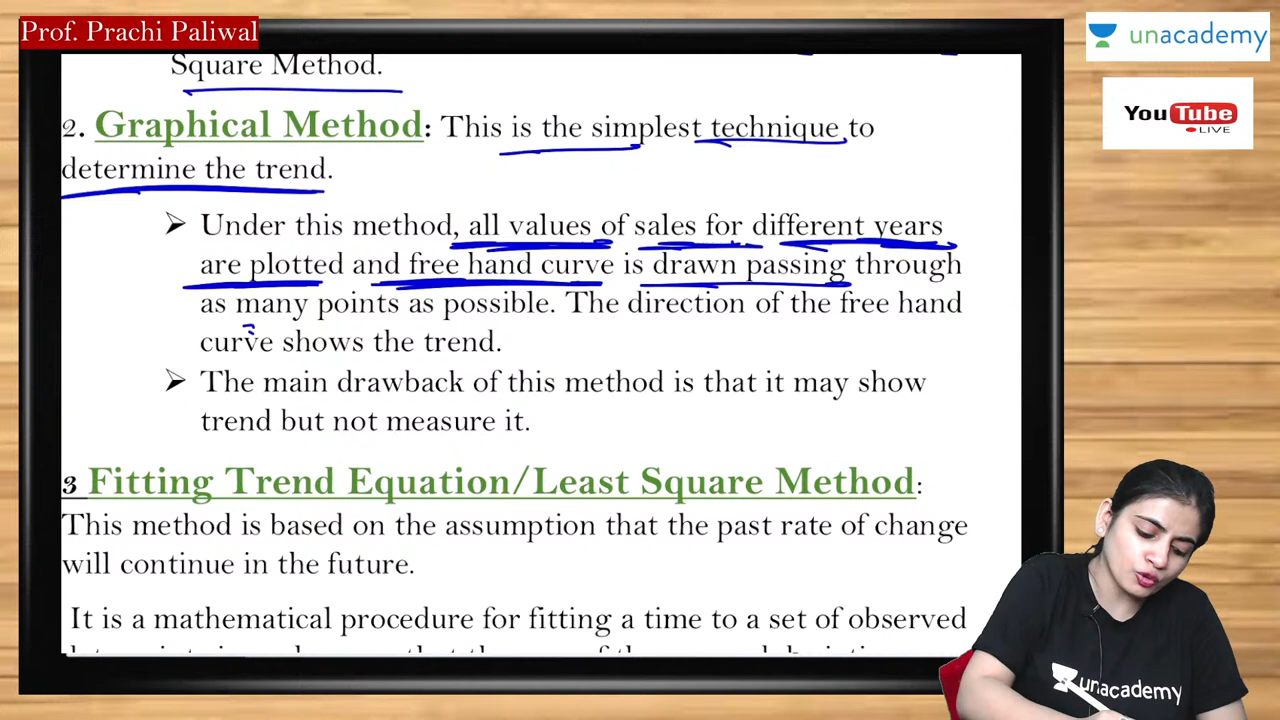 Prof. Prachi Paliwal
unacademy
YouTube
LIVE
Square Method.
2. Graphical Method: This is the simplest technique to
determine the trend.
➢ Under this method, all values of sales for different years
are plotted and free hand curve is drawn passing through
as many points as possible. The direction of the free hand
curve shows the trend.
➢ The main drawback of this method is that it may show
trend but not measure it.
3 Fitting Trend Equation/Least Square Method:
This method is based on the assumption that the past rate of change
will continue in the future.
It is a mathematical procedure for fitting a time to a set of observed
unacademy